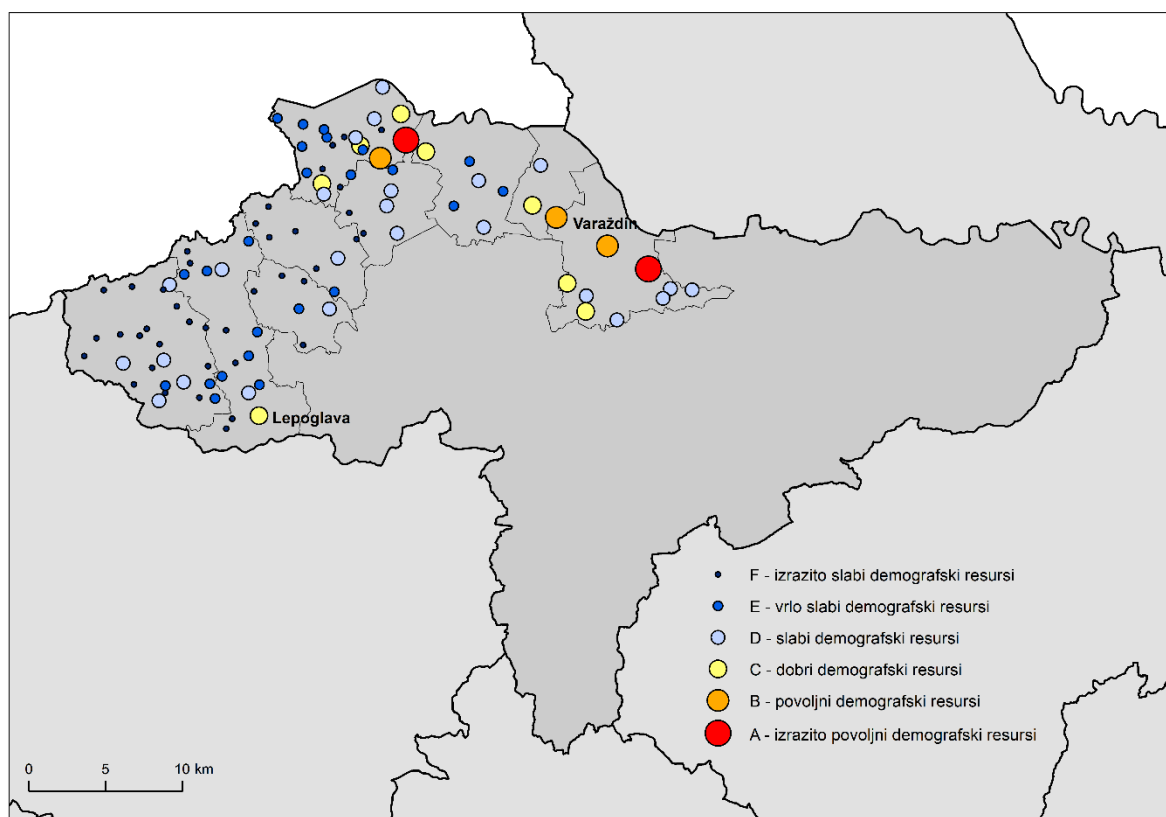 Varaždin
Lepoglava
F - izrazito slabi demografski resursi
E - vrlo slabi demografski resursi
D - slabi demografski resursi
C - dobri demografski resursi
B - povoljni demografski resursi
A - izrazito povoljni demografski resursi
0 5 10 km